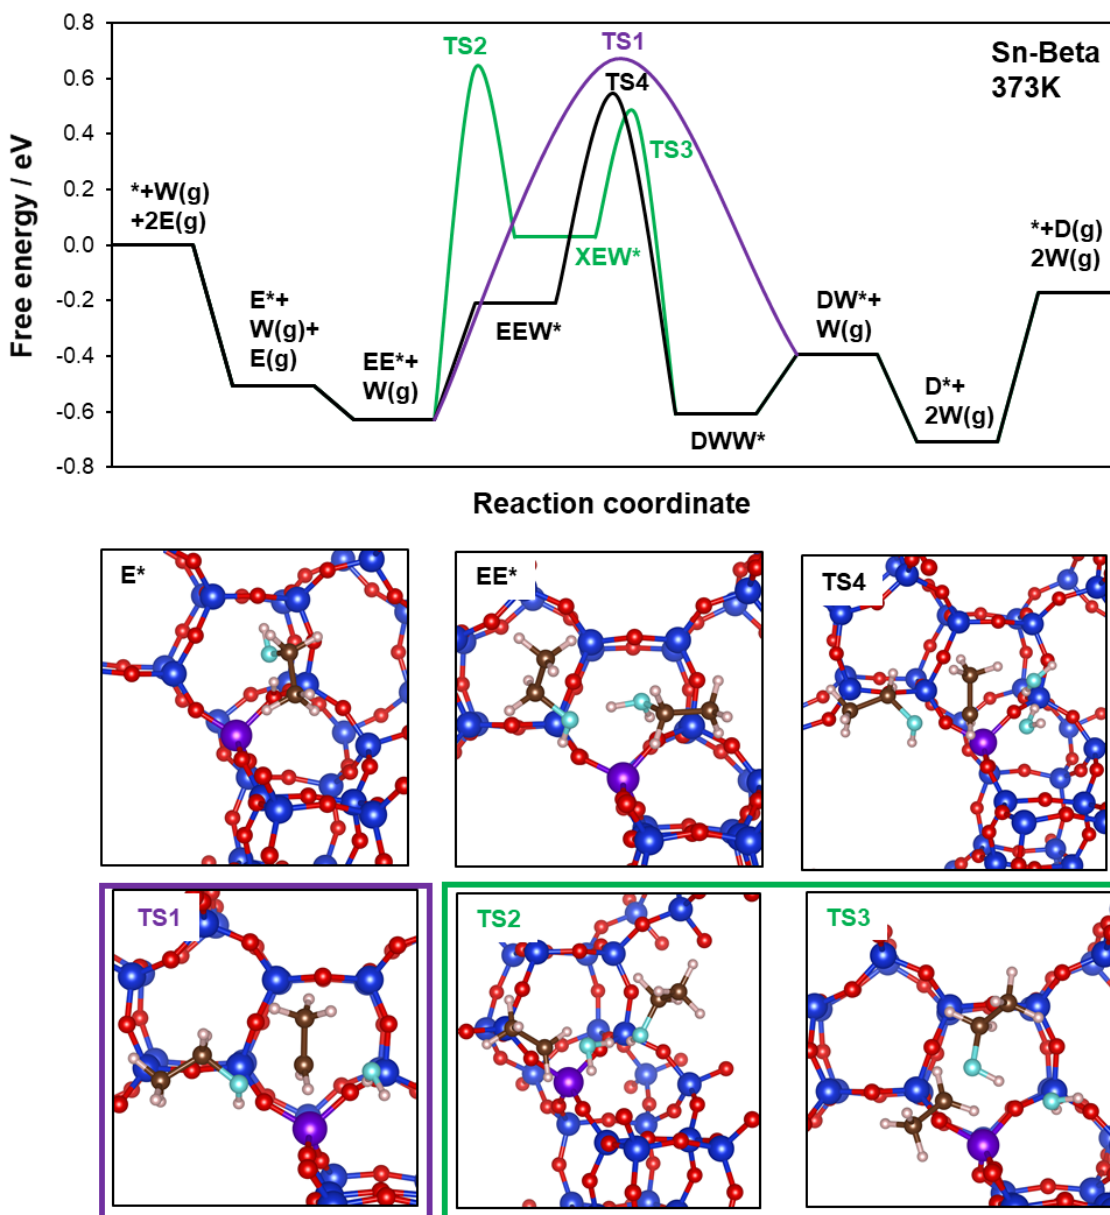 0.8
0.6
0.4
0.2
0.0
-0.2
-0.4
-0.6
-0.8
Free energy / eV
Sn-Beta
373K
*+W(g)
+2E(g)
E*+
W(g)+
E(g)
EE*+
W(g)
TS2
TS1
TS4
TS3
XEW*
EEW*
DWW*
DW*+
W(g)
D*+
2W(g)
*+D(g)
2W(g)
Reaction coordinate
E*
EE*
TS4
TS1
TS2
TS3